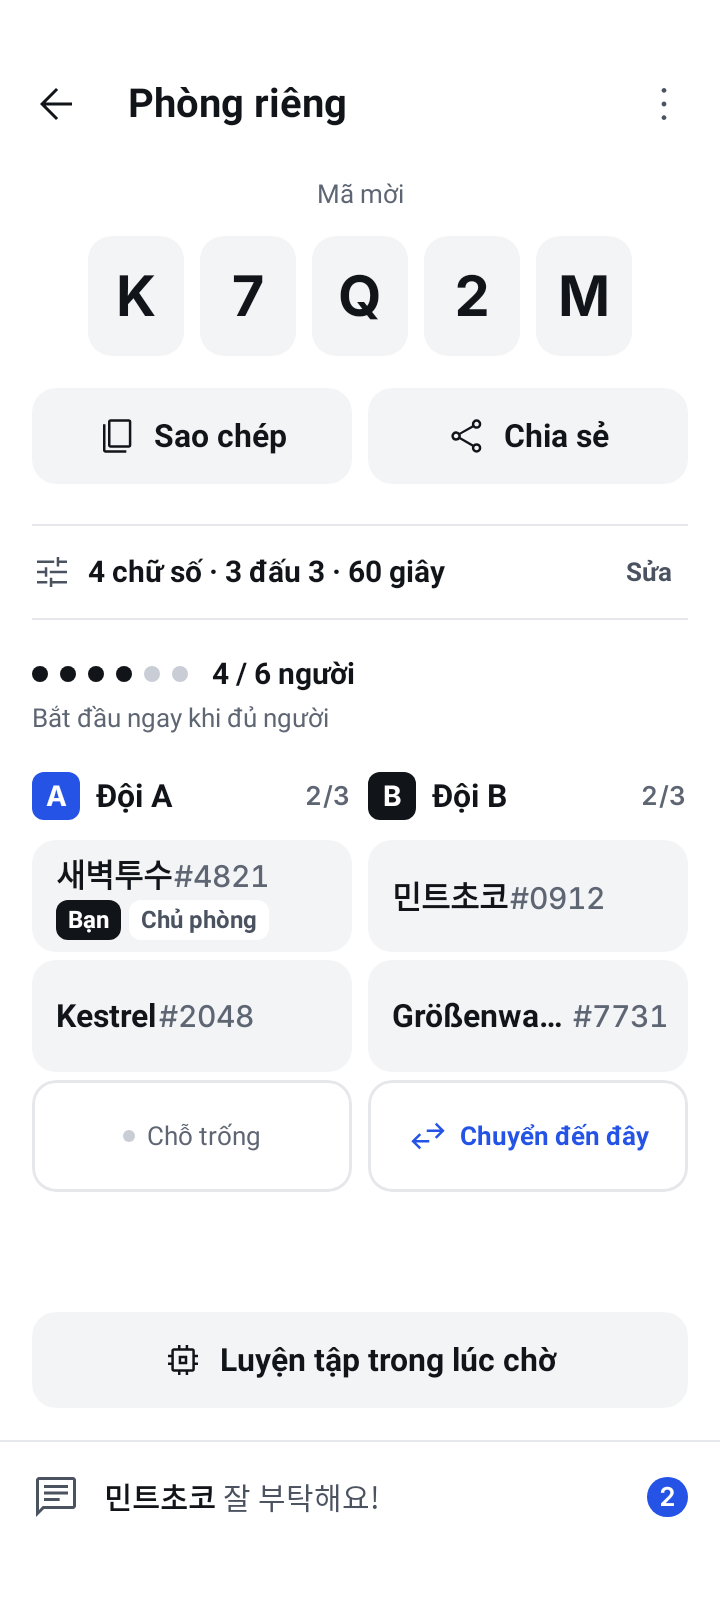 Phòng riêng
Mã mời
K 7 Q 2 M
Sao chép
Chia sẻ
4 chữ số · 3 đấu 3 · 60 giây
Sửa
4 / 6 người
Bắt đầu ngay khi đủ người
A Đội A 2/3
B Đội B 2/3
새벽투수#4821
Bạn Chủ phòng
민트초코#0912
Kestrel#2048
Größenwa... #7731
Chỗ trống
Chuyển đến đây
Luyện tập trong lúc chờ
민트초코 잘 부탁해요!
2